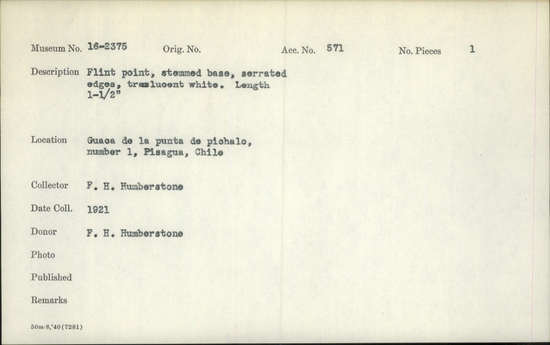 Museum No. 16-2375 Orig. No. Acc. No. 571 No. Pieces 1
Description Flint point, stemmed base, serrated
edges, traslucent white. Length
1-1/2"
Location Guaca de la punta de pichalo,
number 1, Pisagua, Chile
Collector F. H. Humberstone
Date Coll. 1921
Donor F. H. Humberstone
Photo
Published
Remarks
50m-8,'40(7281)